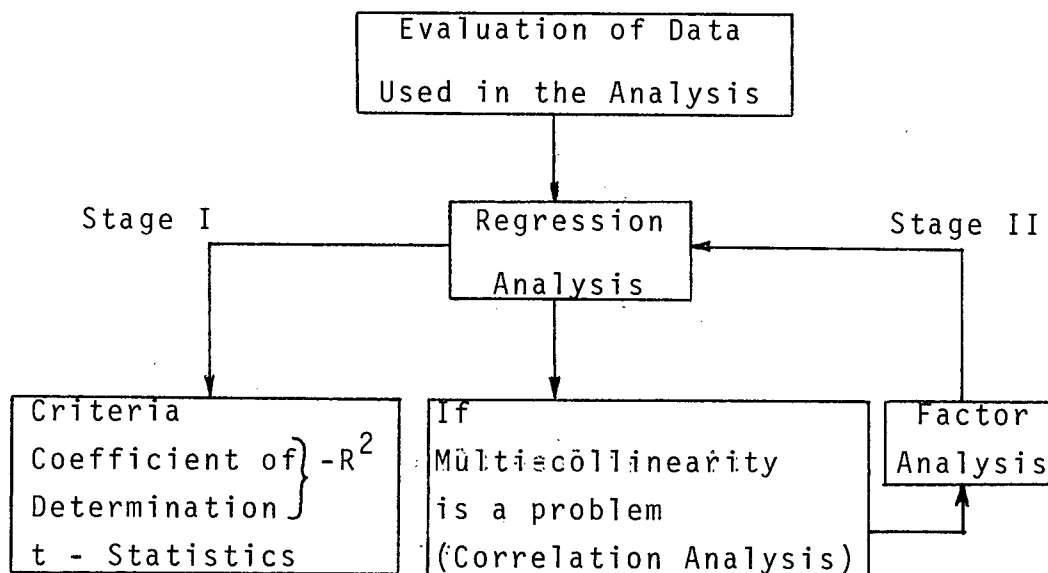 Evaluation of Data
Used in the Analysis
Stage I
Regression
Analysis
Stage II
Criteria
Coefficient of
Determination
} -R²
t - Statistics
If
Multiecollinearity
is a problem
(Correlation Analysis)
Factor
Analysis